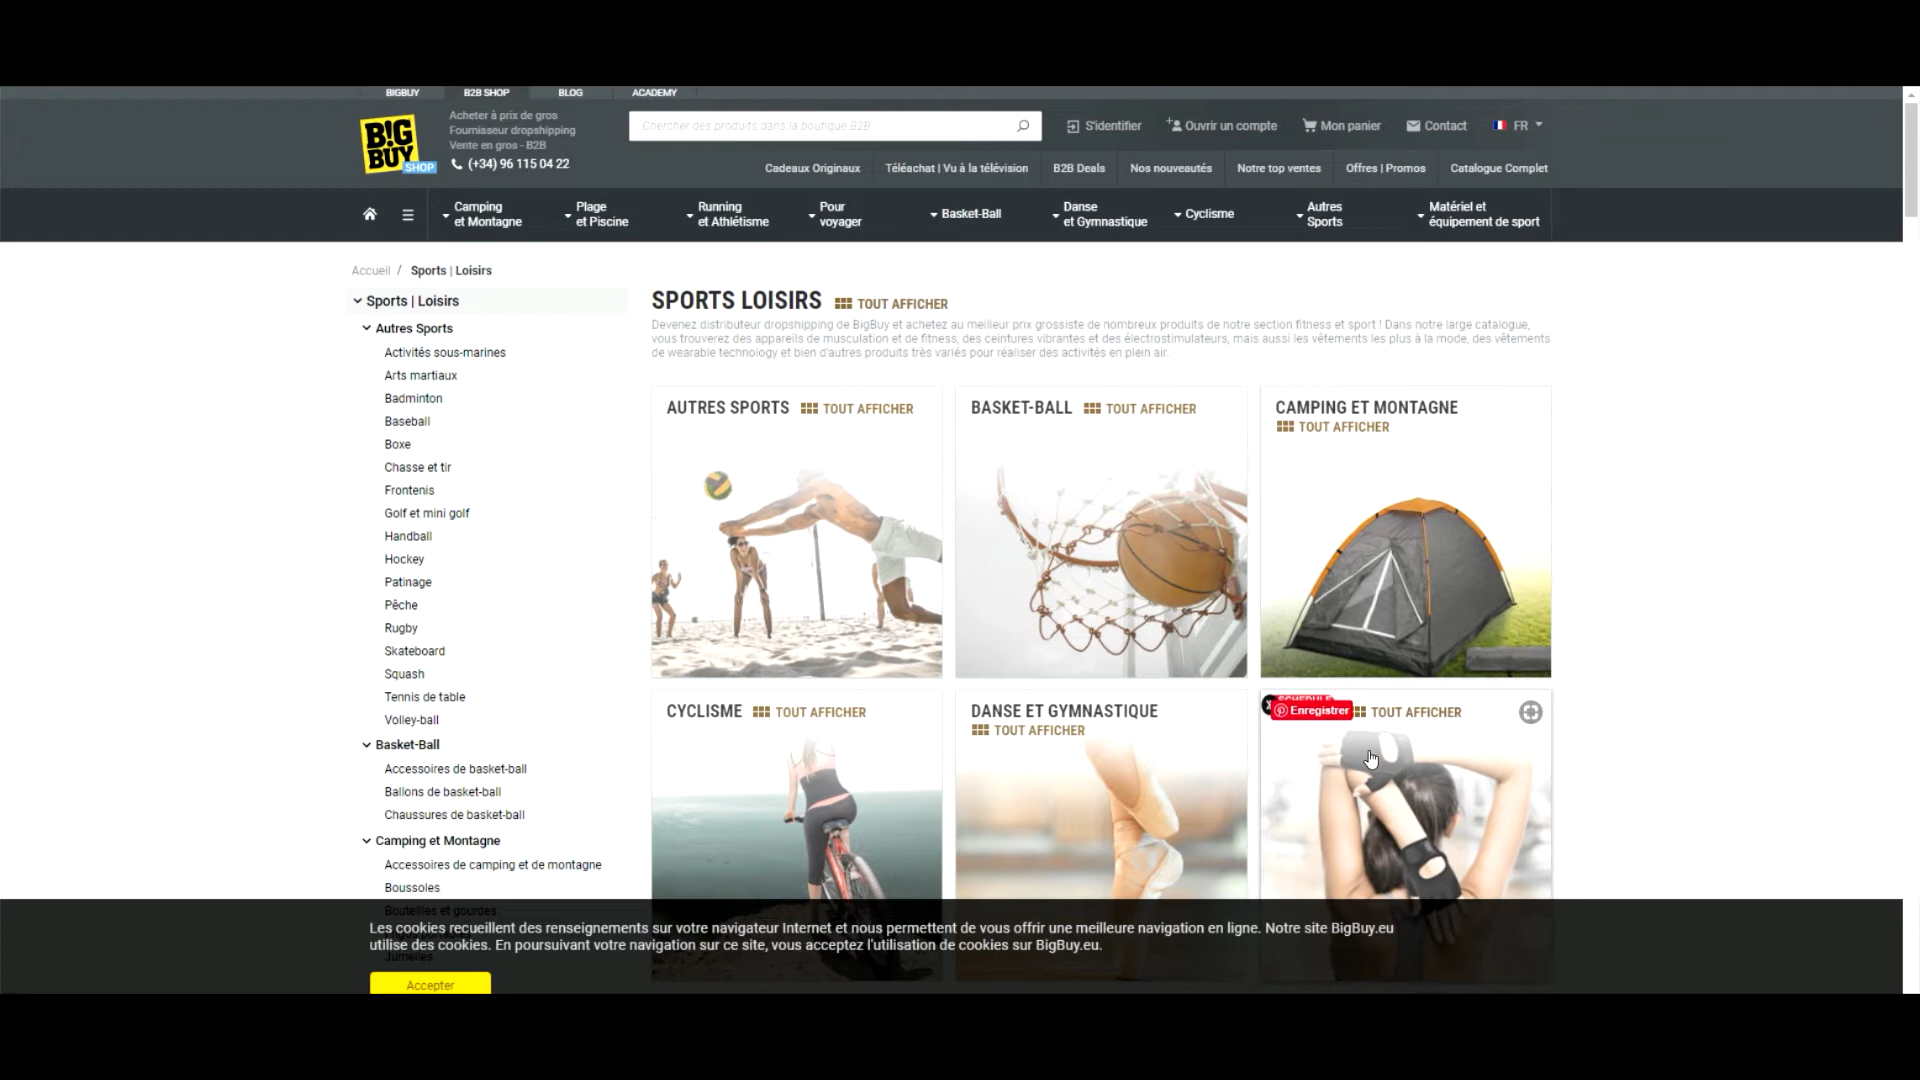 BIGBUY B2B SHOP BLOG ACADEMY
B!G
BUY
SHOP
Acheter à prix de gros
Fournisseur dropshipping
Vente en gros - B2B
(+34) 96 115 04 22
Chercher des produits dans la boutique B2B
S'identifier Ouvrir un compte Mon panier Contact FR
Cadeaux Originaux Téléachat | Vu à la télévision B2B Deals Nos nouveautés Notre top ventes Offres | Promos Catalogue Complet
Camping
et Montagne
Plage
et Piscine
Running
et Athlétisme
Pour
voyager
Basket-Ball
Danse
et Gymnastique
Cyclisme
Autres
Sports
Matériel et
équipement de sport
Accueil / Sports | Loisirs
Sports | Loisirs
Autres Sports
Activités sous-marines
Arts martiaux
Badminton
Baseball
Boxe
Chasse et tir
Frontenis
Golf et mini golf
Handball
Hockey
Patinage
Pêche
Rugby
Skateboard
Squash
Tennis de table
Volley-ball
Basket-Ball
Accessoires de basket-ball
Ballons de basket-ball
Chaussures de basket-ball
Camping et Montagne
Accessoires de camping et de montagne
Boussoles
Bouteilles et gourdes
Jumelles
SPORTS LOISIRS TOUT AFFICHER
Devenez distributeur dropshipping de BigBuy et achetez au meilleur prix grossiste de nombreux produits de notre section fitness et sport ! Dans notre large catalogue,
vous trouverez des appareils de musculation et de fitness, des ceintures vibrantes et des électrostimulateurs, mais aussi les vêtements les plus à la mode, des vêtements
de wearable technology et bien d'autres produits très variés pour réaliser des activités en plein air.
AUTRES SPORTS TOUT AFFICHER
BASKET-BALL TOUT AFFICHER
CAMPING ET MONTAGNE
TOUT AFFICHER
CYCLISME TOUT AFFICHER
DANSE ET GYMNASTIQUE
TOUT AFFICHER
SCHEDULE
Enregistrer TOUT AFFICHER
Les cookies recueillent des renseignements sur votre navigateur Internet et nous permettent de vous offrir une meilleure navigation en ligne. Notre site BigBuy.eu
utilise des cookies. En poursuivant votre navigation sur ce site, vous acceptez l'utilisation de cookies sur BigBuy.eu.
Accepter